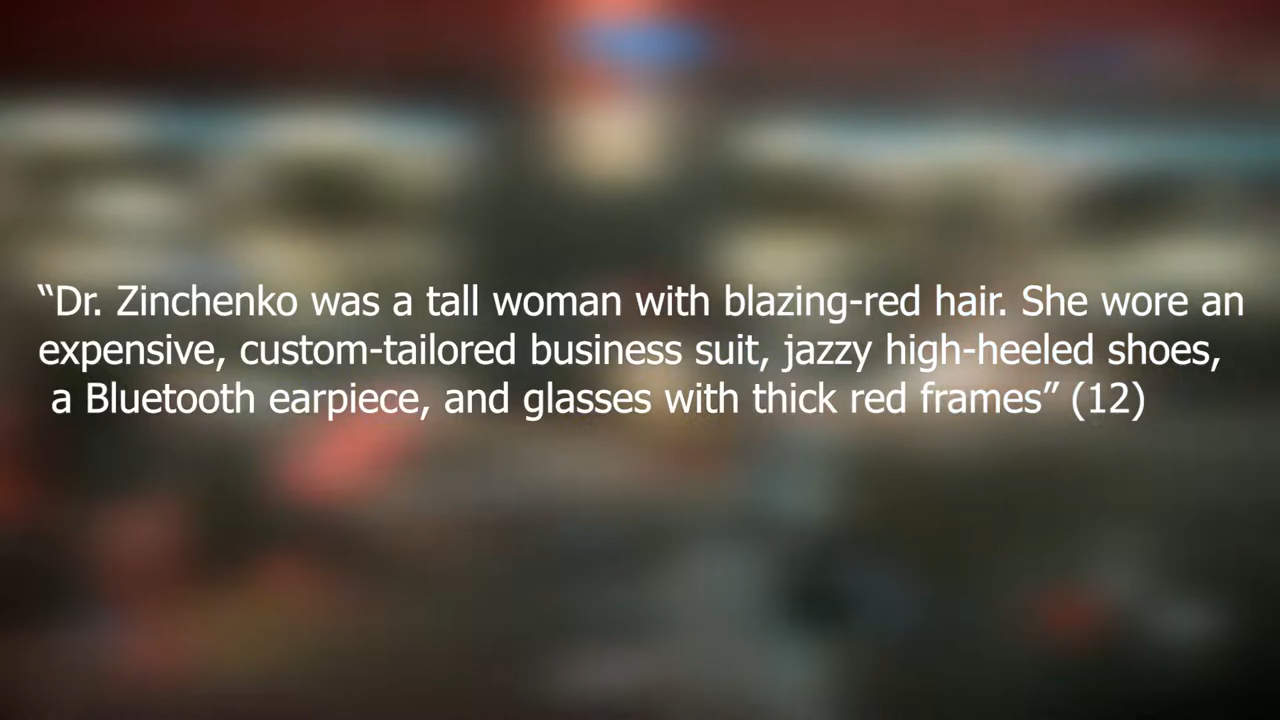 “Dr. Zinchenko was a tall woman with blazing-red hair. She wore an
expensive, custom-tailored business suit, jazzy high-heeled shoes,
a Bluetooth earpiece, and glasses with thick red frames” (12)